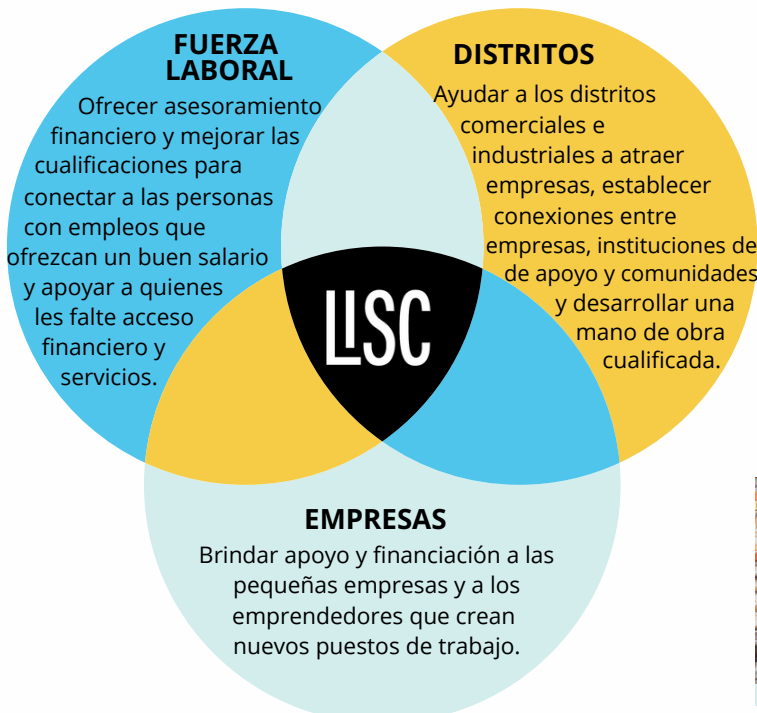 FUERZA
LABORAL
Ofrecer asesoramiento
financiero y mejorar las
cualificaciones para
conectar a las personas
con empleos que
ofrezcan un buen salario
y apoyar a quienes
les falte acceso
financiero y
servicios.
DISTRITOS
Ayudar a los distritos
comerciales e
industriales a atraer
empresas, establecer
conexiones entre
empresas, instituciones de
de apoyo y comunidades
y desarrollar una
mano de obra
cualificada.
LISC
EMPRESAS
Brindar apoyo y financiación a las
pequeñas empresas y a los
emprendedores que crean
nuevos puestos de trabajo.